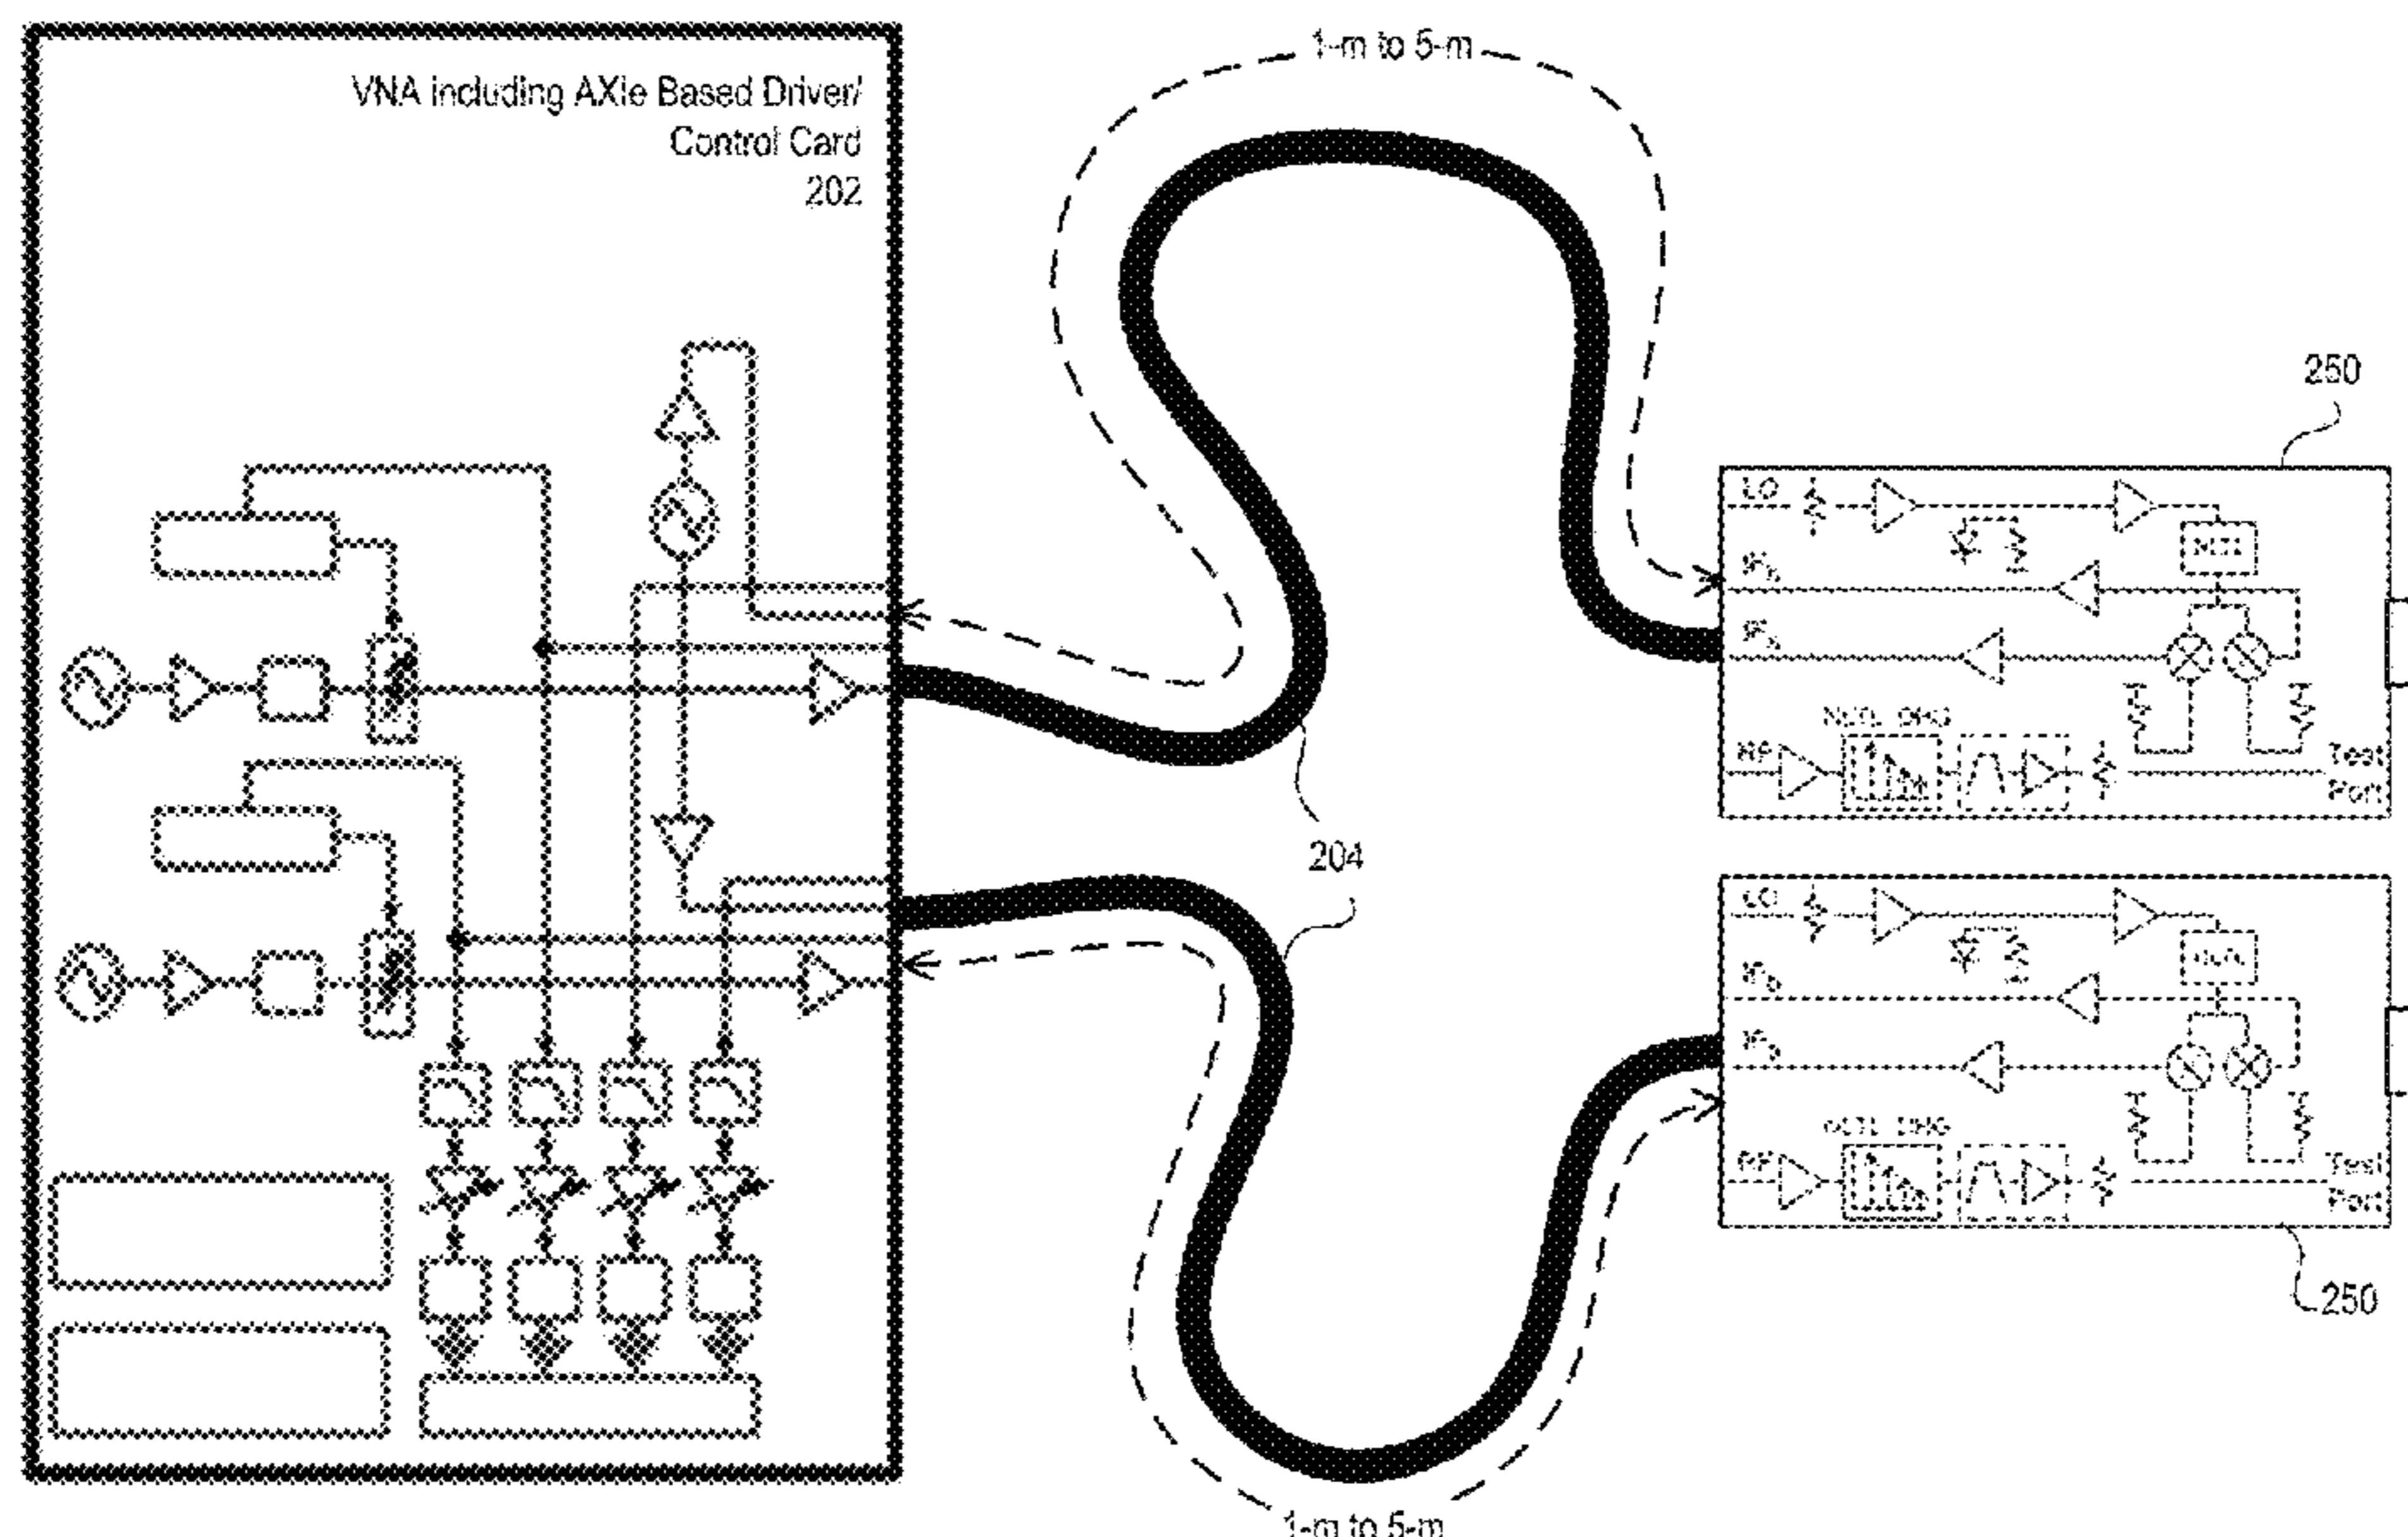 VNA including AXIe Based Driver/
Control Card
202
1-m to 5-m
250
LO
RF
Test
Port
204
LO
RF
Test
Port
250
1-m to 5-m